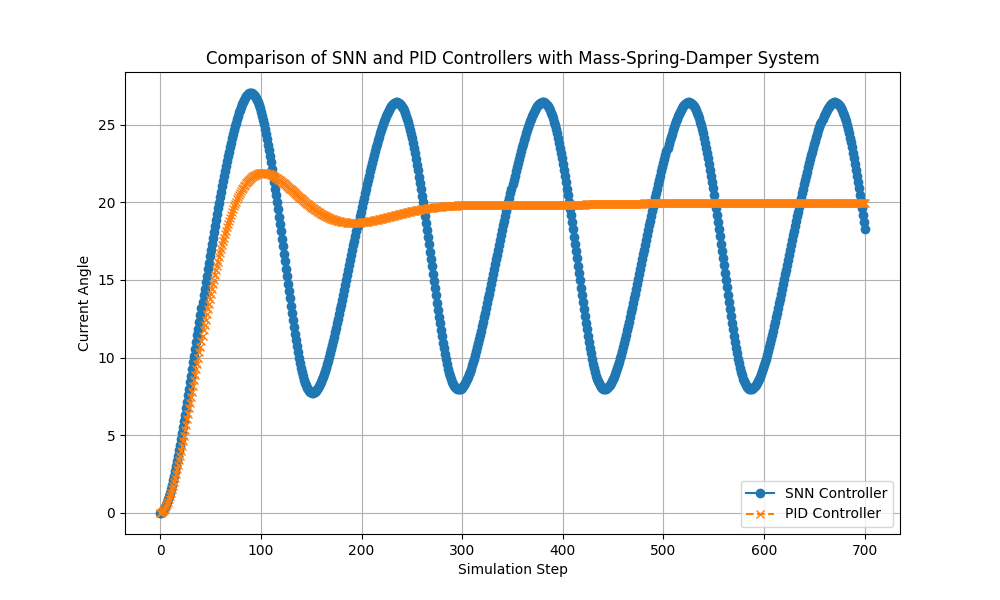 Comparison of SNN and PID Controllers with Mass-Spring-Damper System
Current Angle
25
20
15
10
5
0
0 100 200 300 400 500 600 700
Simulation Step
SNN Controller
PID Controller